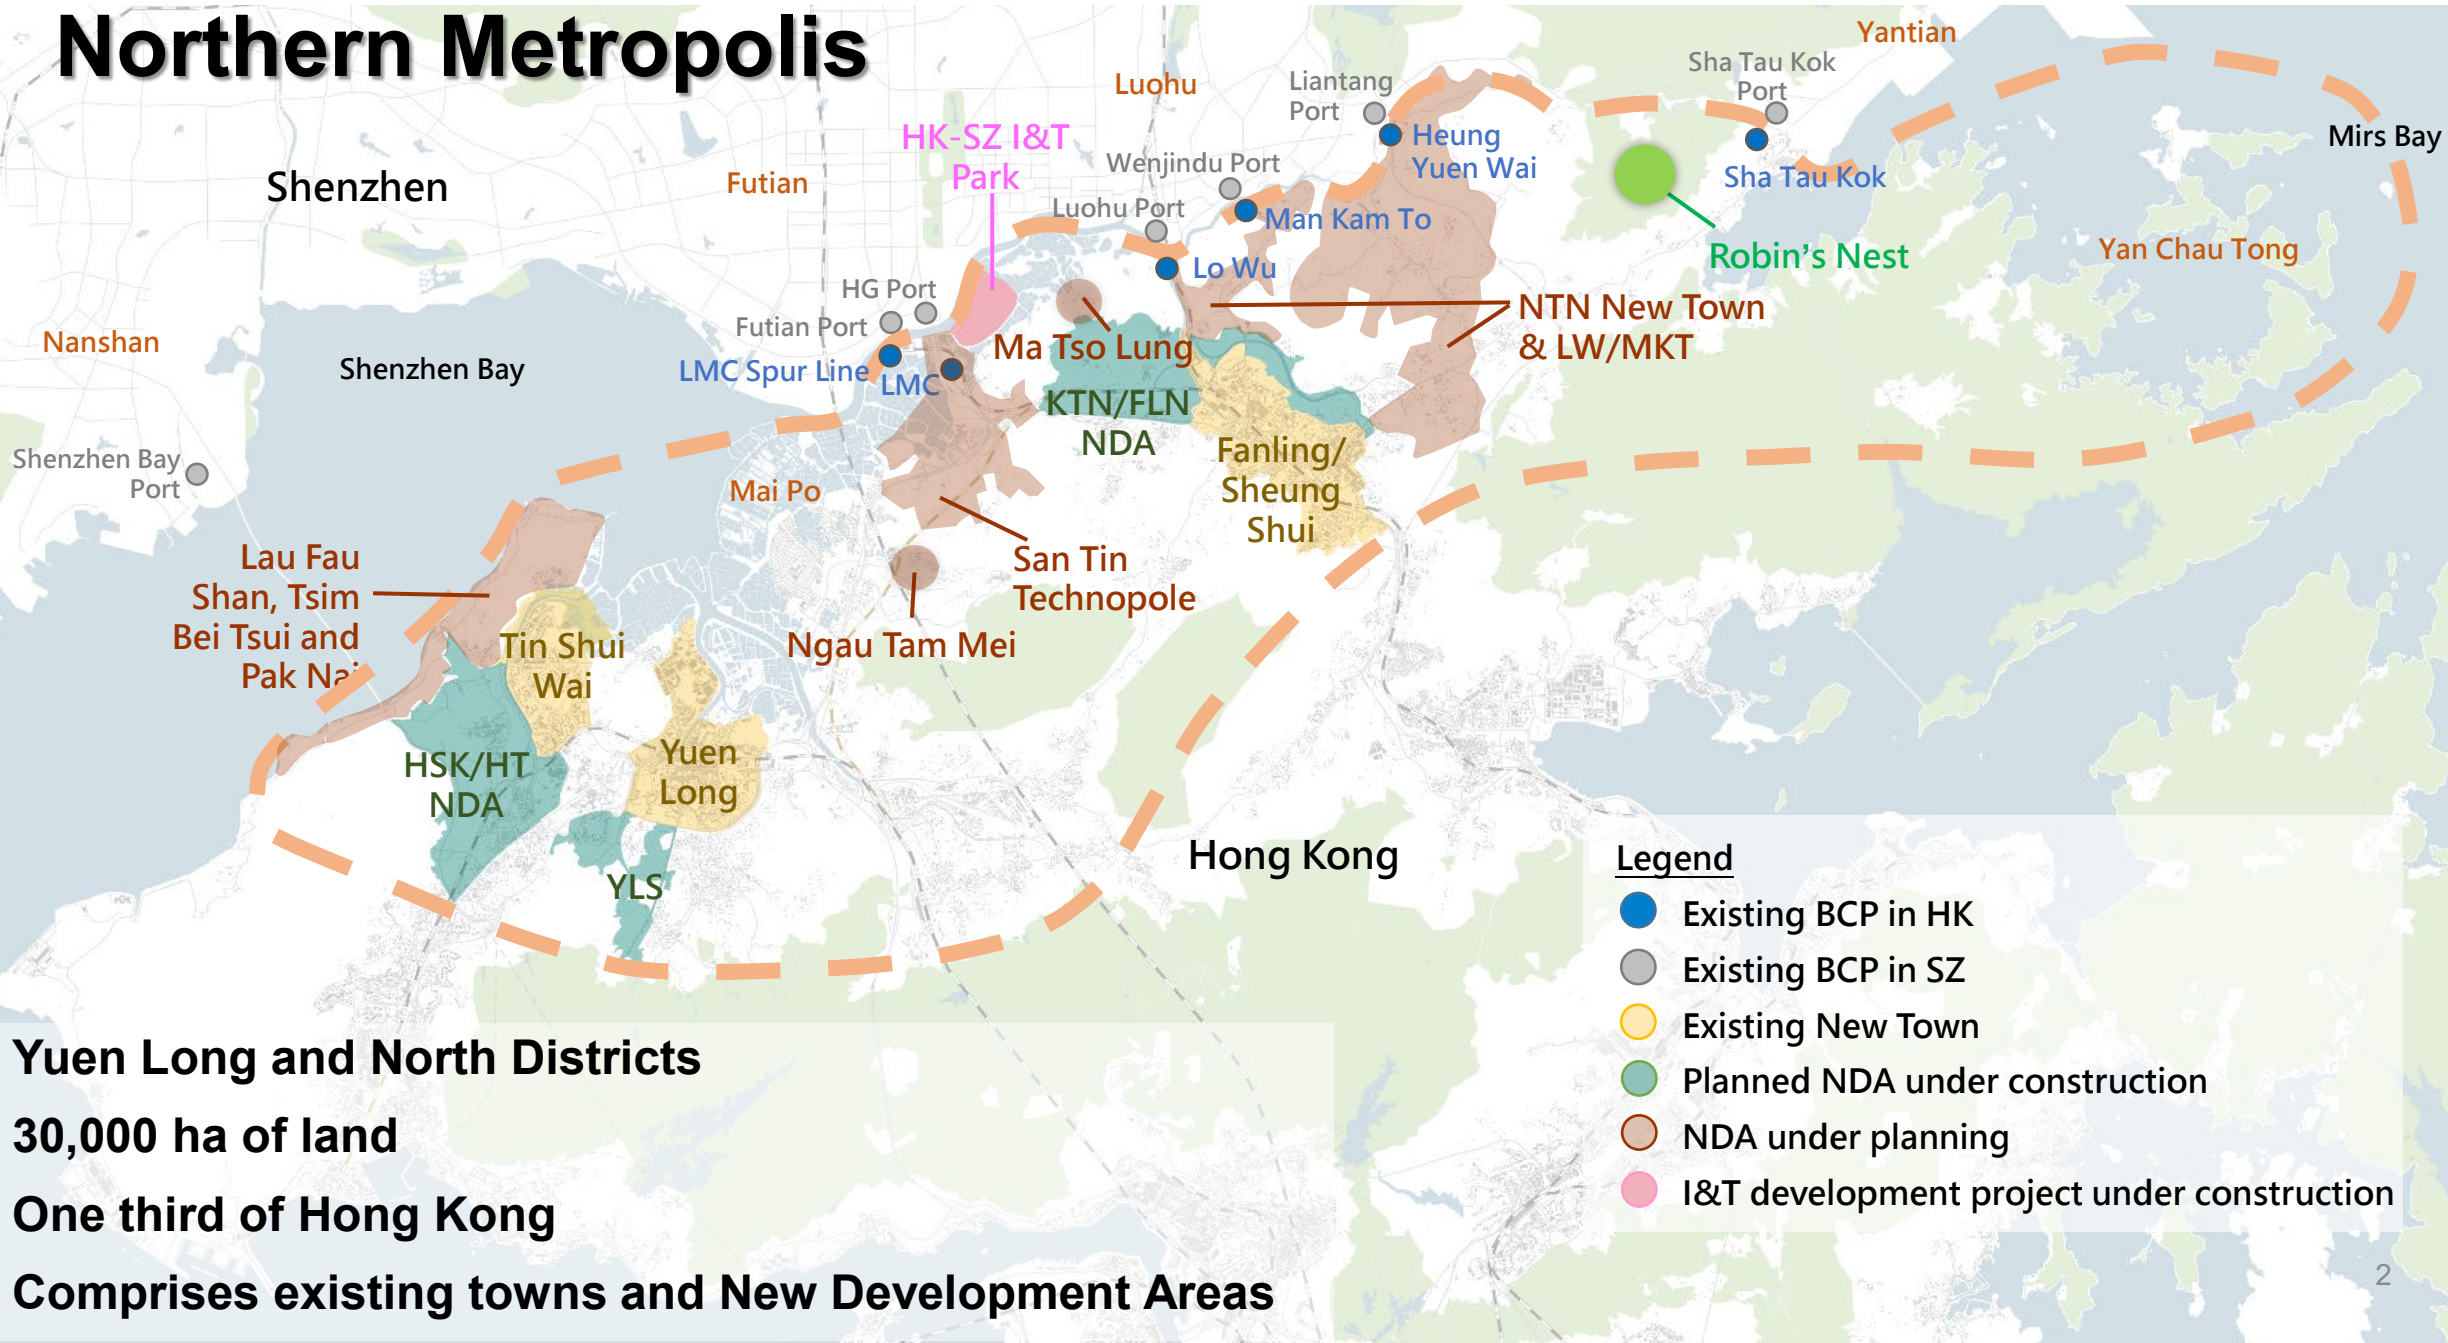 Northern Metropolis
Yantian
Sha Tau Kok
Port
Luohu
Liantang
Port
Mirs Bay
HK-SZ I&T
Park
Heung
Yuen Wai
Wenjindu Port
Shenzhen
Futian
Sha Tau Kok
Luohu Port
Man Kam To
Robin's Nest
Yan Chau Tong
Lo Wu
HG Port
Futian Port
NTN New Town
& LW/MKT
Nanshan
Shenzhen Bay
Ma Tso Lung
LMC Spur Line
LMC
KTN/FLN
NDA
Fanling/
Sheung
Shui
Shenzhen Bay
Port
Mai Po
San Tin
Technopole
Lau Fau
Shan, Tsim
Bei Tsui and
Pak Nai
Tin Shui
Wai
Ngau Tam Mei
HSK/HT
NDA
Yuen
Long
YLS
Hong Kong
Legend
Existing BCP in HK
Existing BCP in SZ
Existing New Town
Planned NDA under construction
NDA under planning
I&T development project under construction
Yuen Long and North Districts
30,000 ha of land
One third of Hong Kong
Comprises existing towns and New Development Areas
2